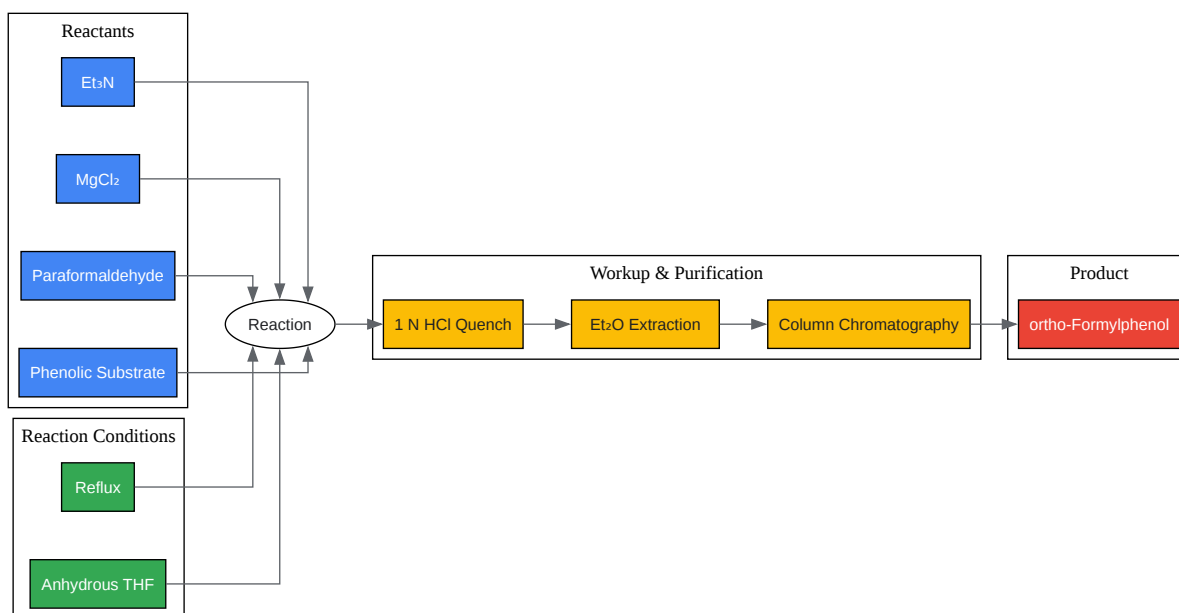 Reactants
Et₃N
MgCl₂
Paraformaldehyde
Phenolic Substrate
Reaction Conditions
Reflux
Anhydrous THF
Reaction
Workup & Purification
1 N HCl Quench
Et₂O Extraction
Column Chromatography
Product
ortho-Formylphenol